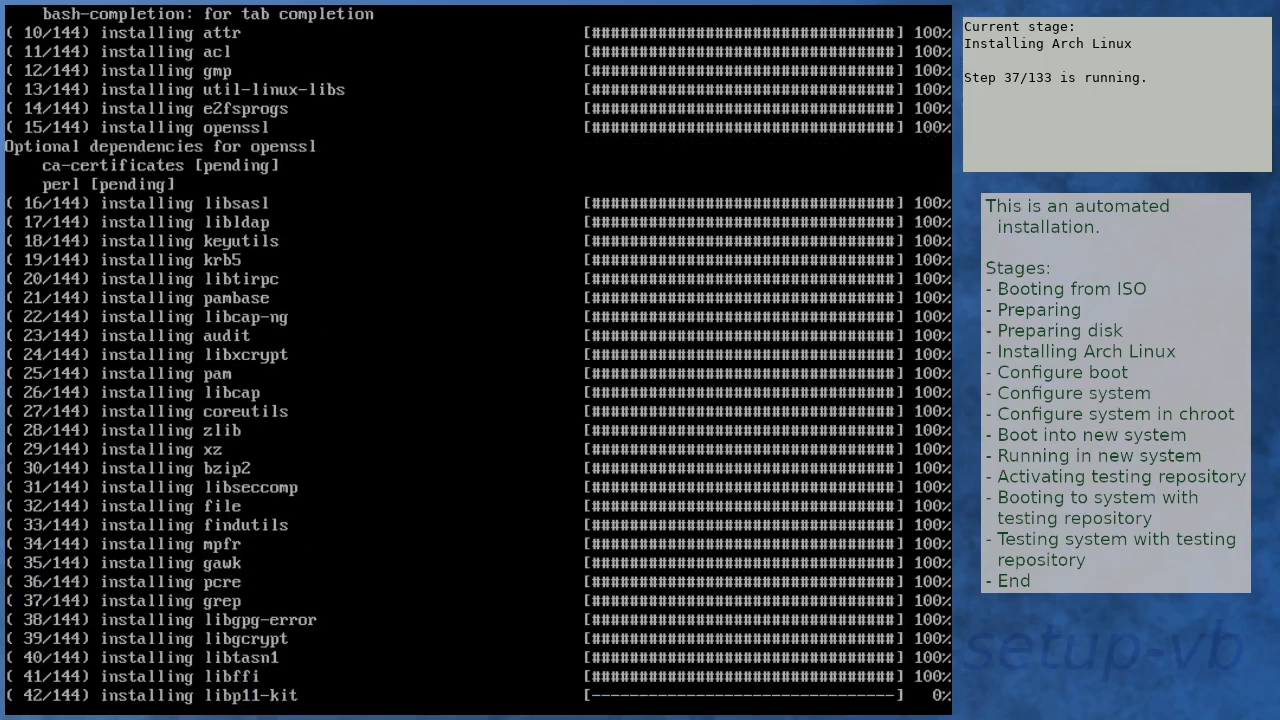 bash-completion: for tab completion
( 10/144) installing attr [################################] 100%
( 11/144) installing acl [################################] 100%
( 12/144) installing gmp [################################] 100%
( 13/144) installing util-linux-libs [################################] 100%
( 14/144) installing e2fsprogs [################################] 100%
( 15/144) installing openssl [################################] 100%
Optional dependencies for openssl
ca-certificates [pending]
perl [pending]
( 16/144) installing libsasl [################################] 100%
( 17/144) installing libldap [################################] 100%
( 18/144) installing keyutils [################################] 100%
( 19/144) installing krb5 [################################] 100%
( 20/144) installing libtirpc [################################] 100%
( 21/144) installing pambase [################################] 100%
( 22/144) installing libcap-ng [################################] 100%
( 23/144) installing audit [################################] 100%
( 24/144) installing libxcrypt [################################] 100%
( 25/144) installing pam [################################] 100%
( 26/144) installing libcap [################################] 100%
( 27/144) installing coreutils [################################] 100%
( 28/144) installing zlib [################################] 100%
( 29/144) installing xz [################################] 100%
( 30/144) installing bzip2 [################################] 100%
( 31/144) installing libseccomp [################################] 100%
( 32/144) installing file [################################] 100%
( 33/144) installing findutils [################################] 100%
( 34/144) installing mpfr [################################] 100%
( 35/144) installing gawk [################################] 100%
( 36/144) installing pcre [################################] 100%
( 37/144) installing grep [################################] 100%
( 38/144) installing libgpg-error [################################] 100%
( 39/144) installing libgcrypt [################################] 100%
( 40/144) installing libtasn1 [################################] 100%
( 41/144) installing libffi [################################] 100%
( 42/144) installing libp11-kit [--------------------------------] 0%
Current stage:
Installing Arch Linux
Step 37/133 is running.
This is an automated
installation.
Stages:
- Booting from ISO
- Preparing
- Preparing disk
- Installing Arch Linux
- Configure boot
- Configure system
- Configure system in chroot
- Boot into new system
- Running in new system
- Activating testing repository
- Booting to system with
testing repository
- Testing system with testing
repository
- End
setup-vb